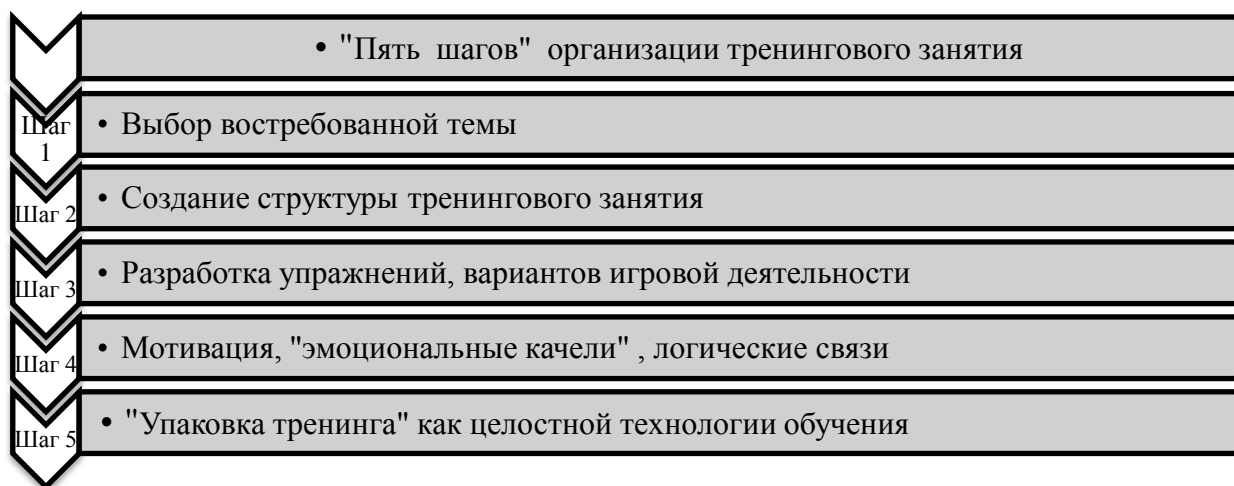 • "Пять шагов" организации тренингового занятия
Шаг
1
• Выбор востребованной темы
Шаг 2
• Создание структуры тренингового занятия
Шаг 3
• Разработка упражнений, вариантов игровой деятельности
Шаг 4
• Мотивация, "эмоциональные качели" , логические связи
Шаг 5
• "Упаковка тренинга" как целостной технологии обучения